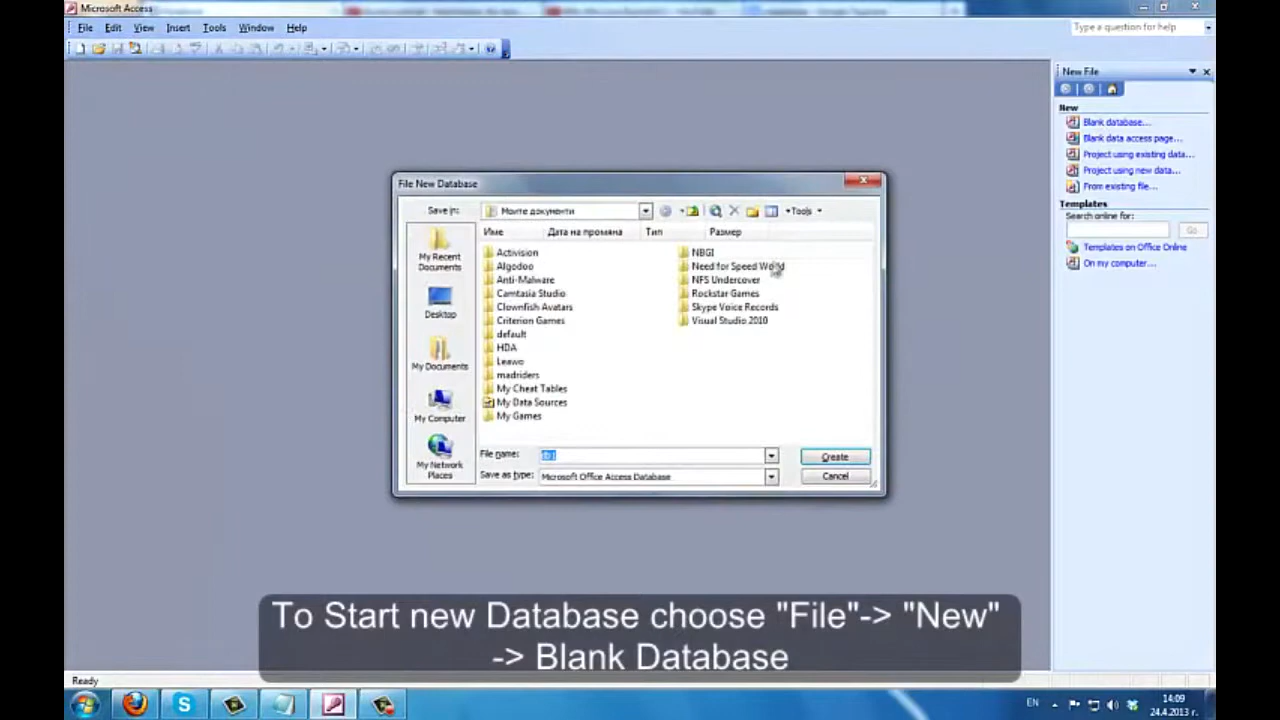 Microsoft Access
File Edit View Insert Tools Window Help
Type a question for help
New File
New
Blank database...
Blank data access page...
Project using existing data...
Project using new data...
From existing file...
Templates
Search online for:
Go
Templates on Office Online
On my computer...
File New Database
Save in:
Моите документи
Tools
Име
Дата на промяна
Тип
Размер
My Recent Documents
Desktop
My Documents
My Computer
My Network Places
Activision
Algodoo
Anti-Malware
Camtasia Studio
Clownfish Avatars
Criterion Games
default
HDA
Leawo
madriders
My Cheat Tables
My Data Sources
My Games
NBGI
Need for Speed World
NFS Undercover
Rockstar Games
Skype Voice Records
Visual Studio 2010
File name:
db1
Create
Save as type:
Microsoft Office Access Database
Cancel
To Start new Database choose "File"-> "New"
-> Blank Database
Ready
EN
14:09
24.4.2013 г.